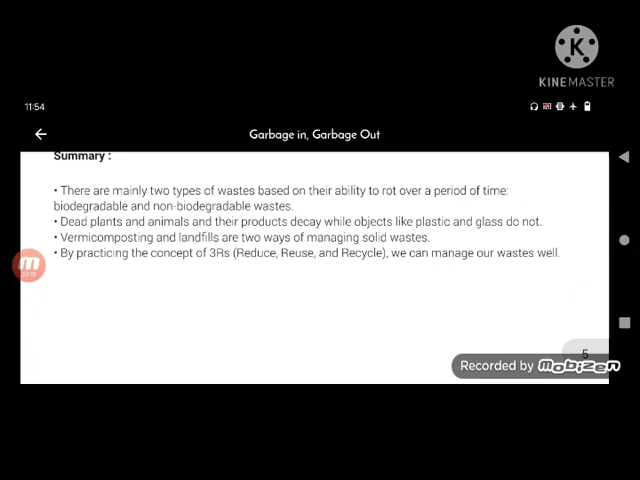 KINEMASTER
11:54
Garbage in, Garbage Out
Summary :
• There are mainly two types of wastes based on their ability to rot over a period of time:
biodegradable and non-biodegradable wastes.
• Dead plants and animals and their products decay while objects like plastic and glass do not.
• Vermicomposting and landfills are two ways of managing solid wastes.
• By practicing the concept of 3Rs (Reduce, Reuse, and Recycle), we can manage our wastes well.
5
Recorded by Mobizen